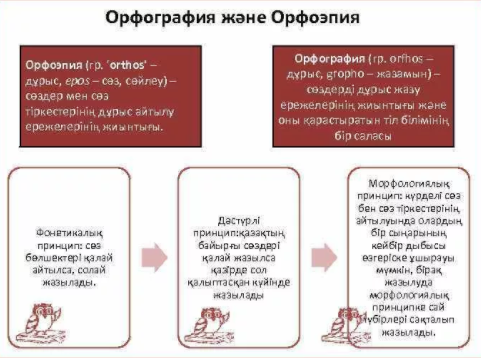 Орфография және Орфоэпия
Орфоэпия (гр. 'orthos' –
дұрыс, epos – сөз, сөйлеу) –
сөздер мен сөз
тіркестерінің дұрыс айтылу
ережелерінің жиынтығы.
Орфография (гр. orfhos –
дұрыс, gropho – жазамын) –
сөздерді дұрыс жазу
ережелерінің жиынтығы және
оны қарастыратын тіл білімінің
бір саласы
Фонетикалық
принцип: сөз
бөлшектері қалай
айтылса, солай
жазылады.
Дәстүрлі
принцип:қазақтың
байырғы сөздері
қалай жазылса
қазірде сол
қалыптасқан күйінде
жазылады
Морфологиялық
принцип: күрделі сөз
бен сөз тіркестерінің
айтылуында олардың
бір сыңарының
кейбір дыбысы
өзгеріске ұшырауы
мүмкін, бірақ
жазылуда
морфологиялық
принципке сай
түбірлері сақталып
жазылады.